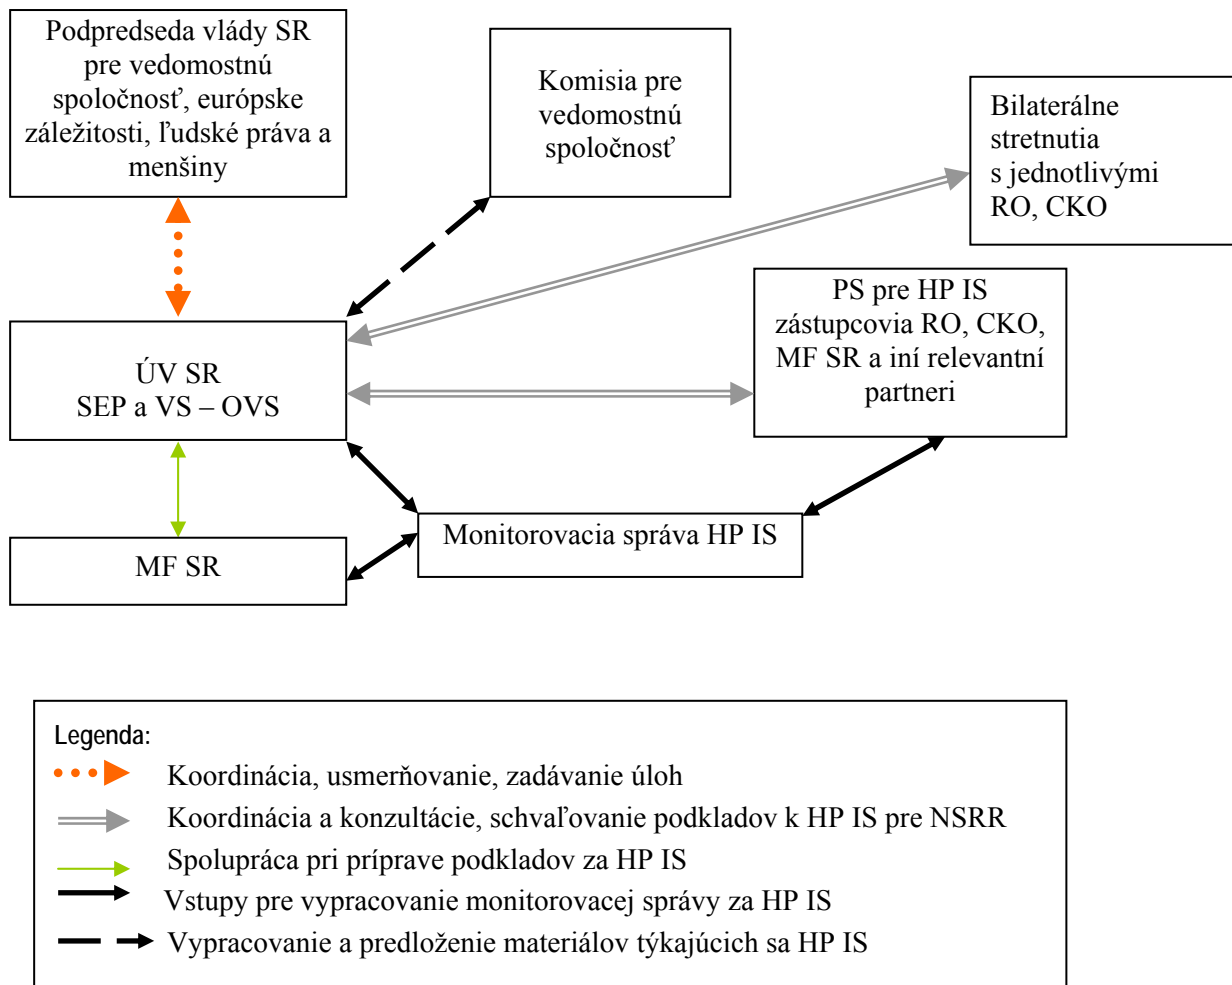 Podpredseda vlády SR
pre vedomostnú
spoločnosť, európske
záležitosti, ľudské práva a
menšiny
Komisia pre
vedomostnú
spoločnosť
Bilaterálne
stretnutia
s jednotlivými
RO, CKO
PS pre HP IS
zástupcovia RO, CKO,
MF SR a iní relevantní
partneri
ÚV SR
SEP a VS – OVS
Monitorovacia správa HP IS
MF SR
Legenda:
Koordinácia, usmerňovanie, zadávanie úloh
Koordinácia a konzultácie, schvaľovanie podkladov k HP IS pre NSRR
Spolupráca pri príprave podkladov za HP IS
Vstupy pre vypracovanie monitorovacej správy za HP IS
Vypracovanie a predloženie materiálov týkajúcich sa HP IS